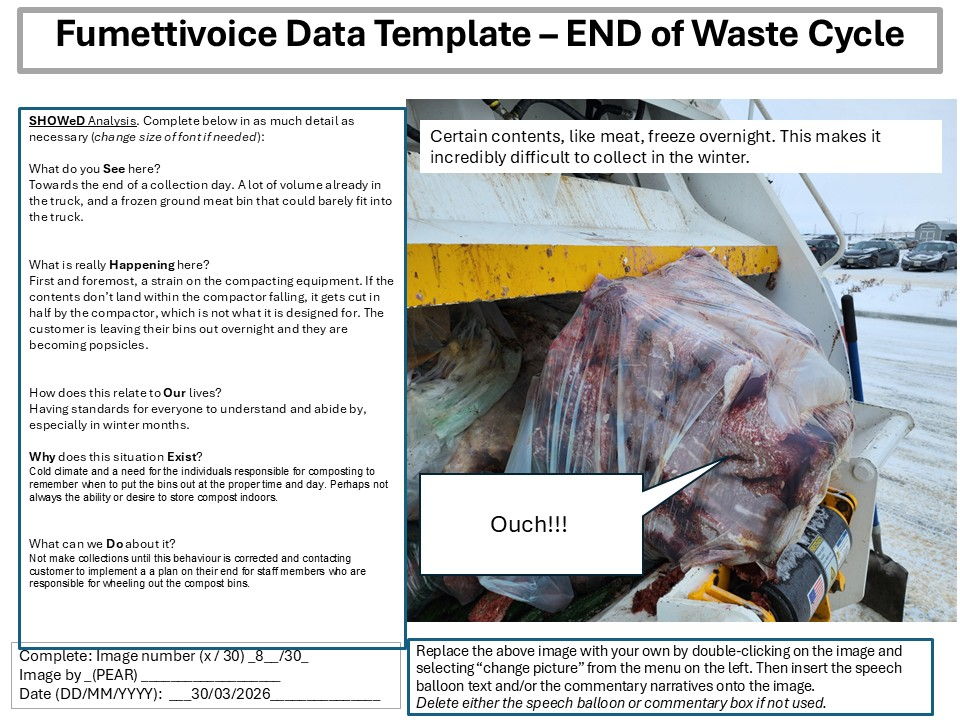 Fumettivoice Data Template – END of Waste Cycle
SHOWeD Analysis. Complete below in as much detail as
necessary (change size of font if needed):
What do you See here?
Towards the end of a collection day. A lot of volume already in
the truck, and a frozen ground meat bin that could barely fit into
the truck.
What is really Happening here?
First and foremost, a strain on the compacting equipment. If the
contents don't land within the compactor falling, it gets cut in
half by the compactor, which is not what it is designed for. The
customer is leaving their bins out overnight and they are
becoming popsicles.
How does this relate to Our lives?
Having standards for everyone to understand and abide by,
especially in winter months.
Why does this situation Exist?
Cold climate and a need for the individuals responsible for composting to
remember when to put the bins out at the proper time and day. Perhaps not
always the ability or desire to store compost indoors.
What can we Do about it?
Not make collections until this behaviour is corrected and contacting
customer to implement a a plan on their end for staff members who are
responsible for wheeling out the compost bins.
Complete: Image number (x / 30) _8__/30_
Image by _(PEAR) __________________
Date (DD/MM/YYYY): ___30/03/2026______________
Certain contents, like meat, freeze overnight. This makes it
incredibly difficult to collect in the winter.
Ouch!!!
Replace the above image with your own by double-clicking on the image and
selecting "change picture" from the menu on the left. Then insert the speech
balloon text and/or the commentary narratives onto the image.
Delete either the speech balloon or commentary box if not used.